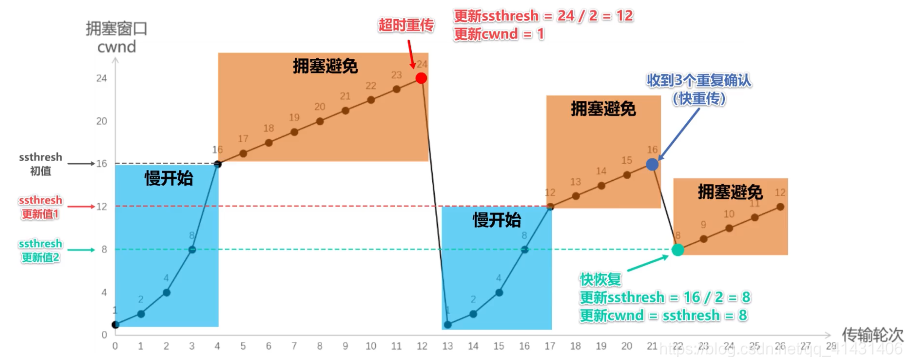 拥塞窗口
cwnd
超时重传
更新ssthresh = 24 / 2 = 12
更新cwnd = 1
拥塞避免
收到3个重复确认
(快重传)
拥塞避免
拥塞避免
慢开始
慢开始
ssthresh
初值
ssthresh
更新值1
ssthresh
更新值2
快恢复
更新ssthresh = 16 / 2 = 8
更新cwnd = ssthresh = 8
24
20
16
12
8
4
0
1 2 4 8 16 17 18 19 20 21 22 23 24 1 2 4 8 12 13 14 15 16 8 9 10 11 12
0 1 2 3 4 5 6 7 8 9 10 11 12 13 14 15 16 17 18 19 20 21 22 23 24 25 26 27 28 29
传输轮次
https://blog.csdn.net/qq_41431406